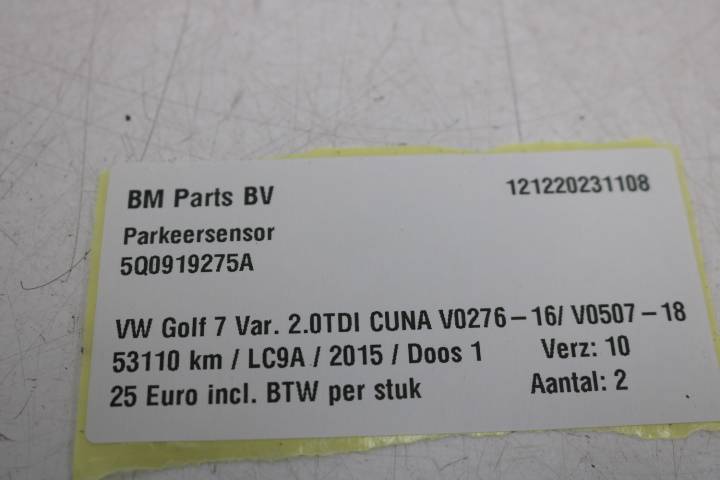 BM Parts BV 121220231108
Parkeersensor
5Q0919275A
VW Golf 7 Var. 2.0TDI CUNA V0276-16/ V0507-18
53110 km / LC9A / 2015 / Doos 1 Verz: 10
25 Euro incl. BTW per stuk Aantal: 2